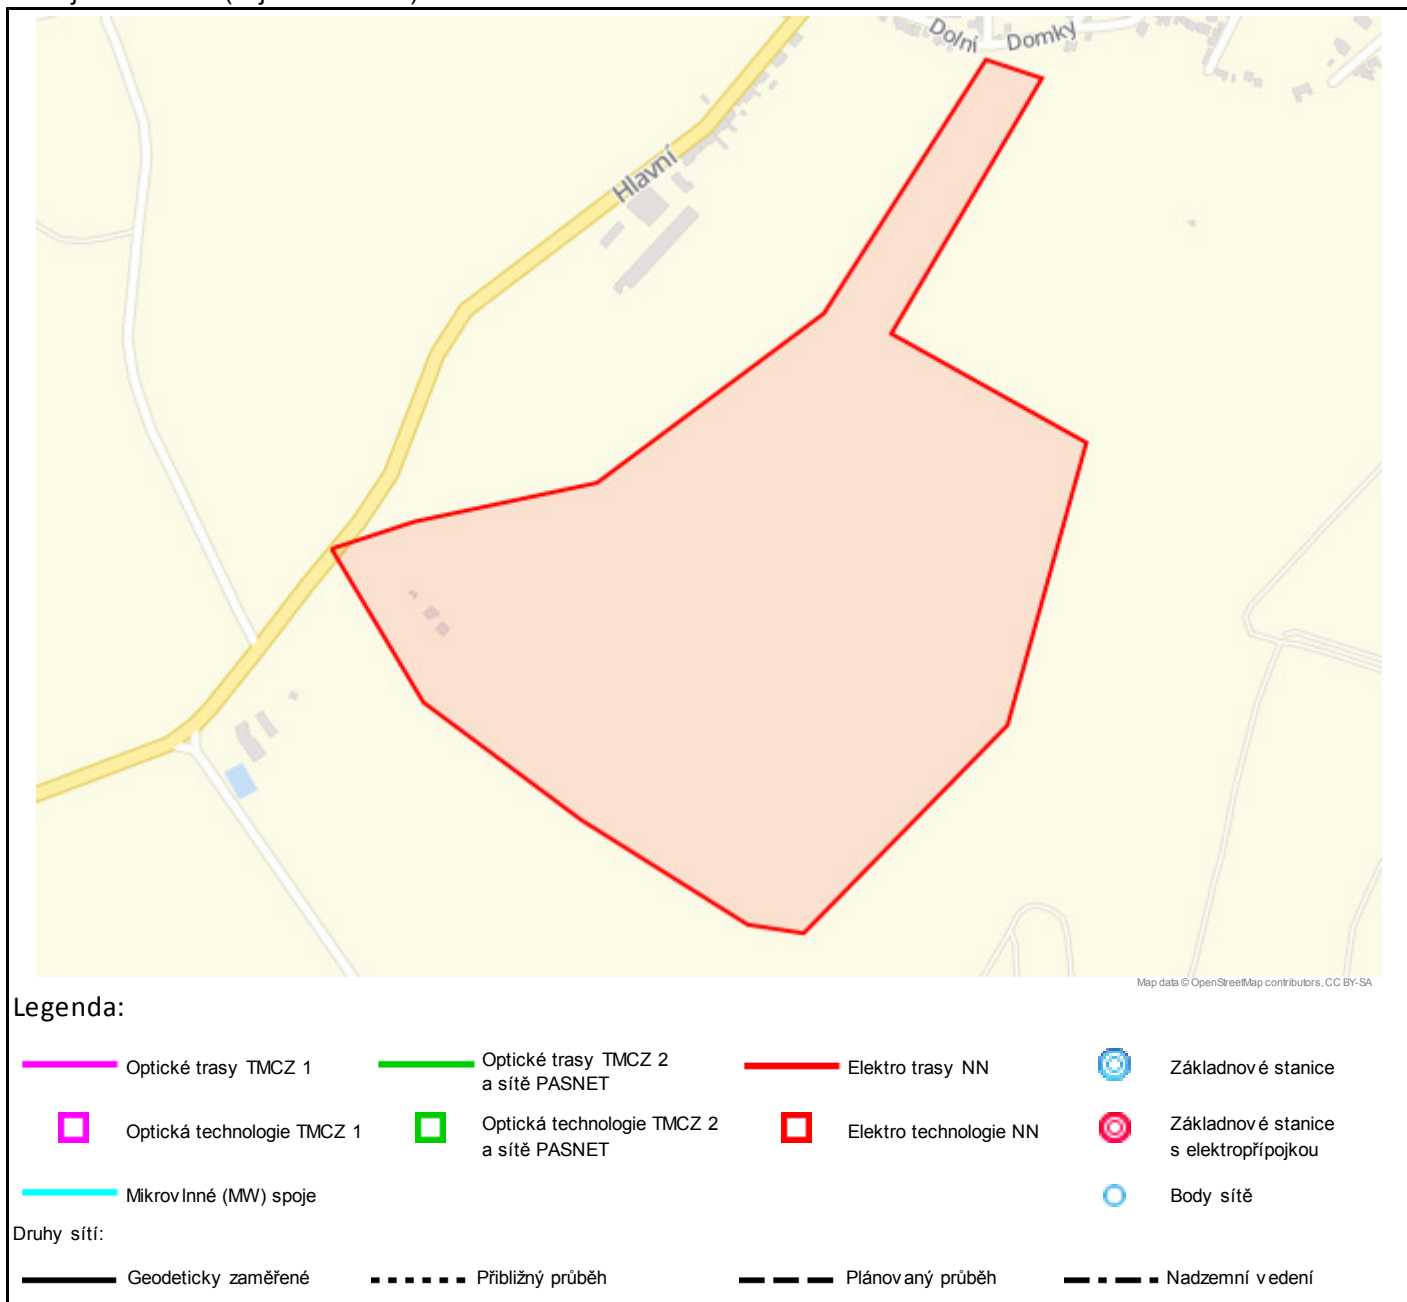 Dolní Domky
Hlavní
Map data © OpenStreetMap contributors, CC BY-SA
Legenda:
Optické trasy TMCZ 1
Optické trasy TMCZ 2
a sítě PASNET
Elektro trasy NN
Základnové stanice
Optická technologie TMCZ 1
Optická technologie TMCZ 2
a sítě PASNET
Elektro technologie NN
Základnové stanice
s elektropřípojkou
Mikrovlnné (MW) spoje
Body sítě
Druhy sítí:
Geodeticky zaměřené
Přibližný průběh
Plánovaný průběh
Nadzemní vedení